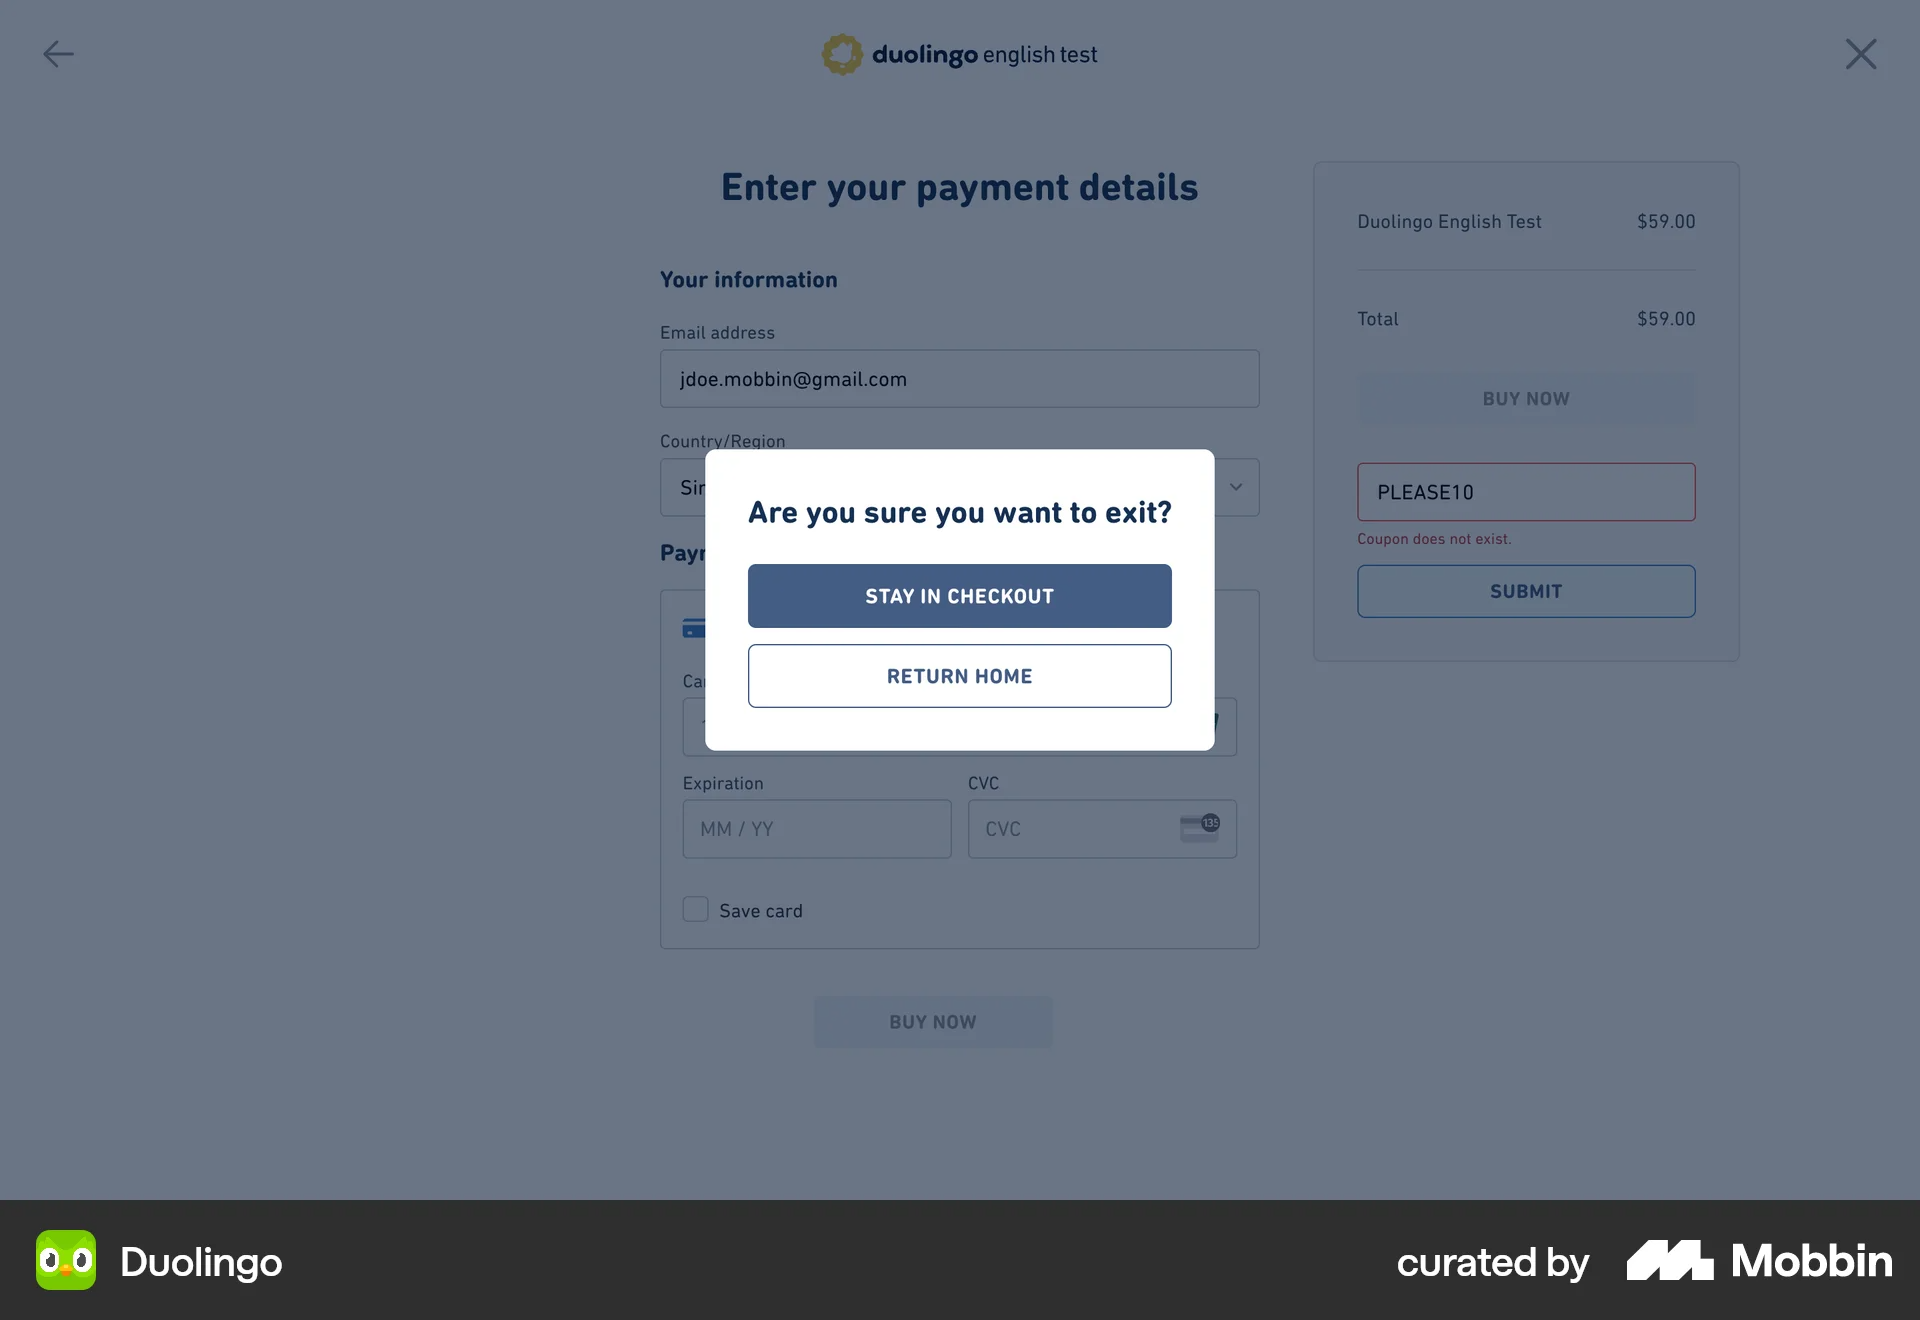 duolingo english test
Enter your payment details
Your information
Email address
jdoe.mobbin@gmail.com
Country/Region
Duolingo English Test $59.00
Total $59.00
BUY NOW
PLEASE10
Coupon does not exist.
SUBMIT
Are you sure you want to exit?
STAY IN CHECKOUT
RETURN HOME
Expiration CVC
MM / YY CVC
135
Save card
BUY NOW
Duolingo curated by Mobbin